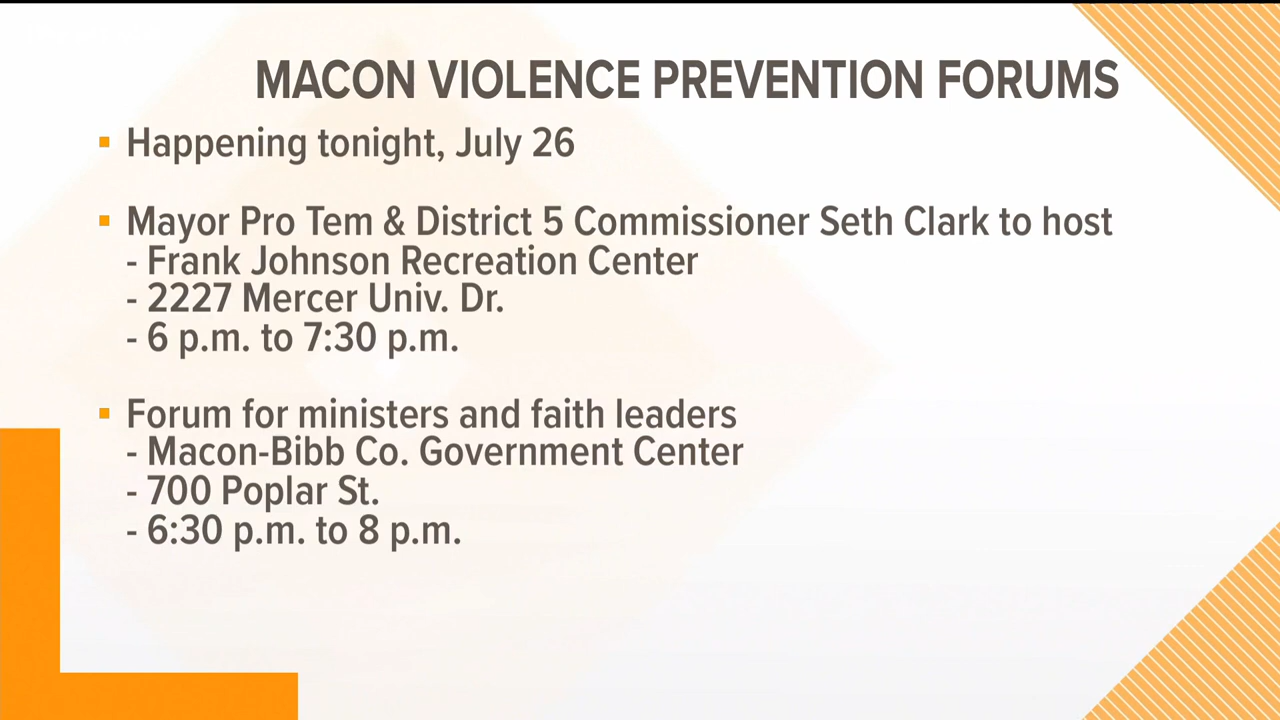 MACON VIOLENCE PREVENTION FORUMS
▪ Happening tonight, July 26
▪ Mayor Pro Tem & District 5 Commissioner Seth Clark to host
- Frank Johnson Recreation Center
- 2227 Mercer Univ. Dr.
- 6 p.m. to 7:30 p.m.
▪ Forum for ministers and faith leaders
- Macon-Bibb Co. Government Center
- 700 Poplar St.
- 6:30 p.m. to 8 p.m.